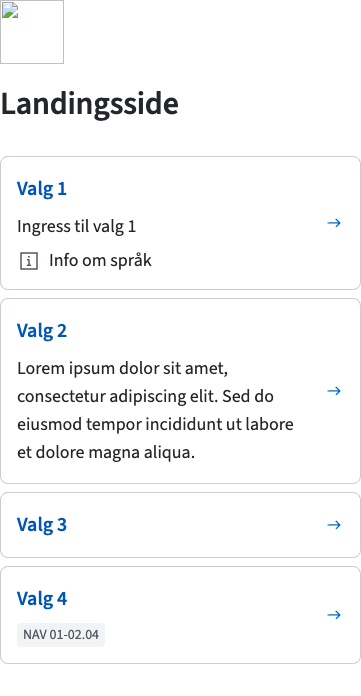 Landingsside
Valg 1
Ingress til valg 1
Info om språk
Valg 2
Lorem ipsum dolor sit amet,
consectetur adipiscing elit. Sed do
eiusmod tempor incididunt ut labore
et dolore magna aliqua.
Valg 3
Valg 4
NAV 01-02.04